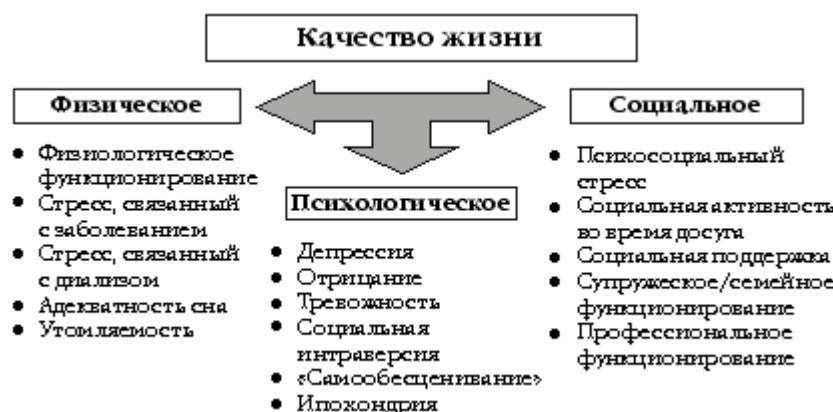 Качество жизни
Физическое
Физиологическое
функционирование
Стресс, связанный
с заболеванием
Стресс, связанный
с диализом
Адекватность сна
Утомляемость
Психологическое
Депрессия
Отрицание
Тревожность
Социальная
интраверсия
«Самообесценивание»
Ипохондрия
Социальное
Психосоциальный
стресс
Социальная активность
во время досуга
Социальная поддержка
Супружеское/семейное
функционирование
Профессиональное
функционирование